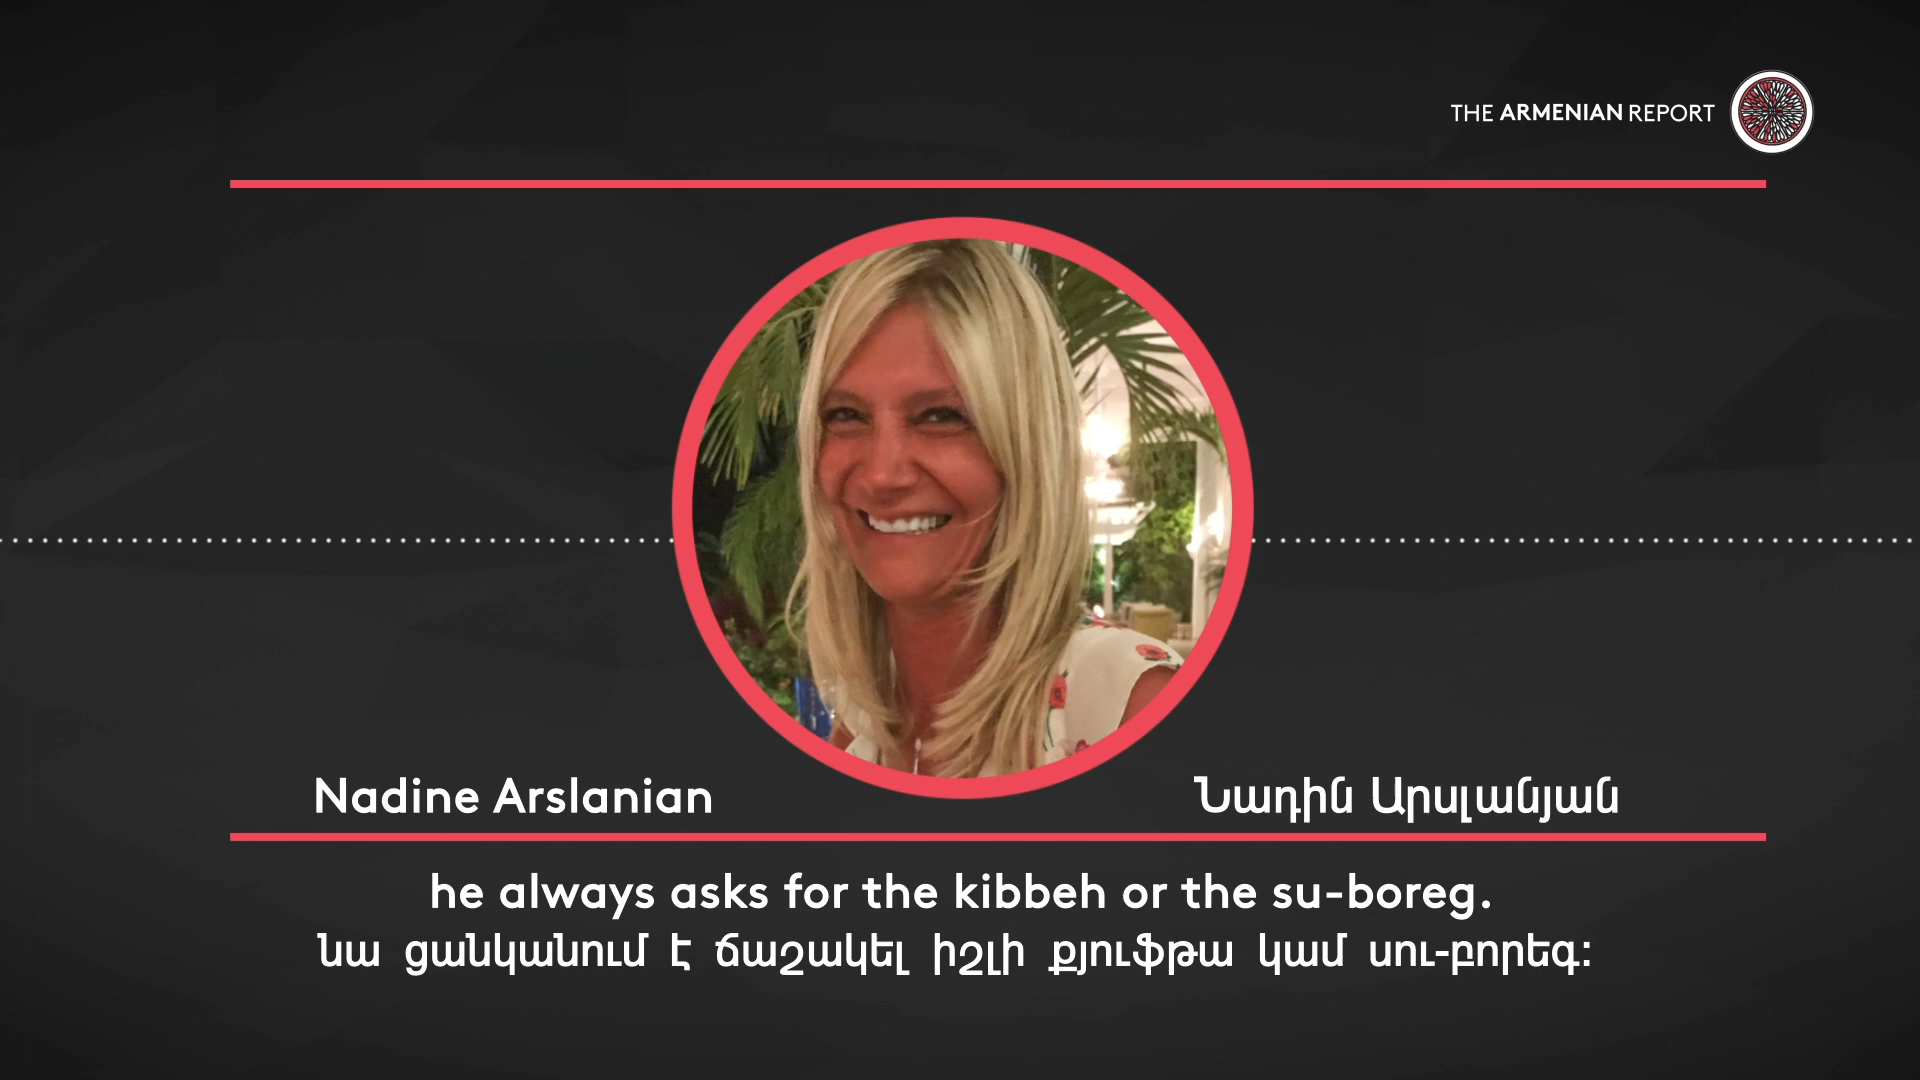 THE ARMENIAN REPORT
Nadine Arslanian
Նադին Արսլանյան
he always asks for the kibbeh or the su-boreg.
նա ցանկանում է ճաշակել իշլի քյուֆթա կամ սու-բորեգ: